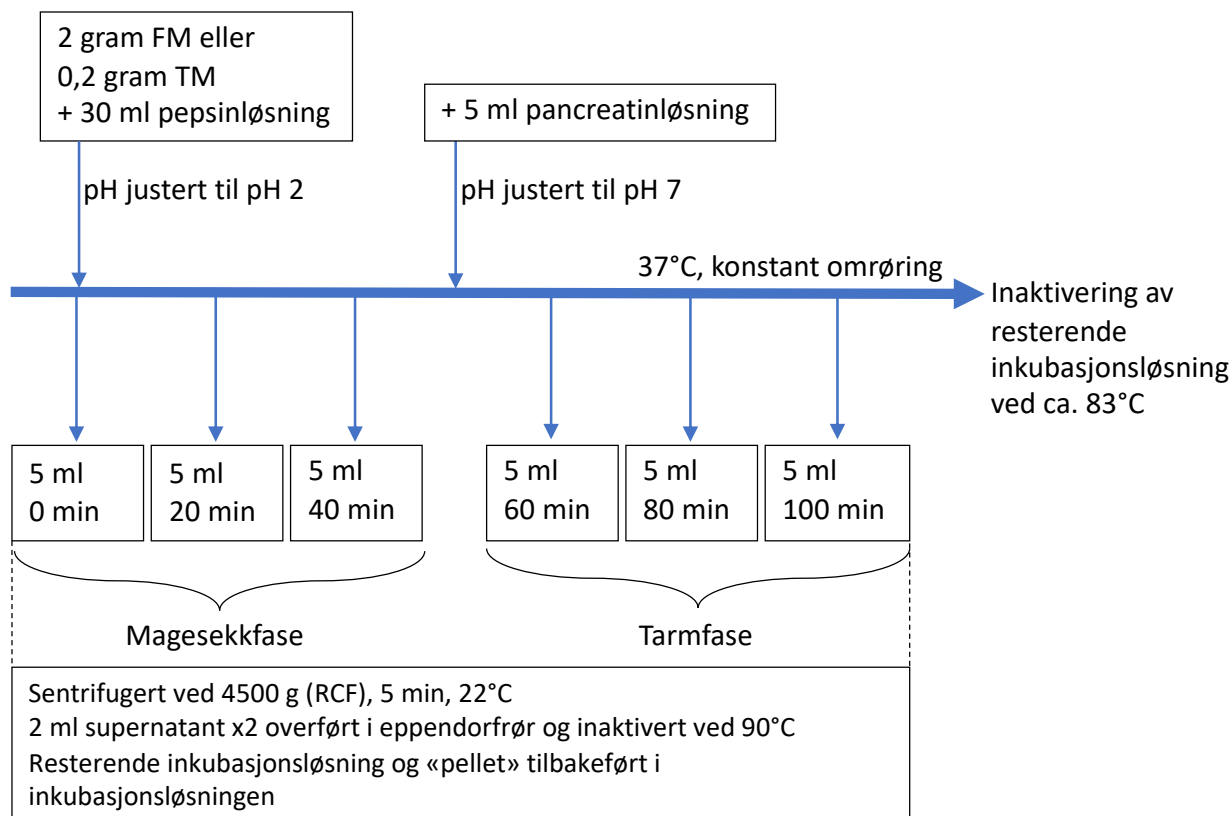 2 gram FM eller
0,2 gram TM
+ 30 ml pepsinløsning
+ 5 ml pancreatinløsning
pH justert til pH 2
pH justert til pH 7
37°C, konstant omrøring
Inaktivering av
resterende
inkubasjonsløsning
ved ca. 83°C
5 ml
0 min
5 ml
20 min
5 ml
40 min
5 ml
60 min
5 ml
80 min
5 ml
100 min
Magesekkfase
Tarmfase
Sentrifugert ved 4500 g (RCF), 5 min, 22°C
2 ml supernatant x2 overført i eppendorfrør og inaktivert ved 90°C
Resterende inkubasjonsløsning og «pellet» tilbakeført i
inkubasjonsløsningen